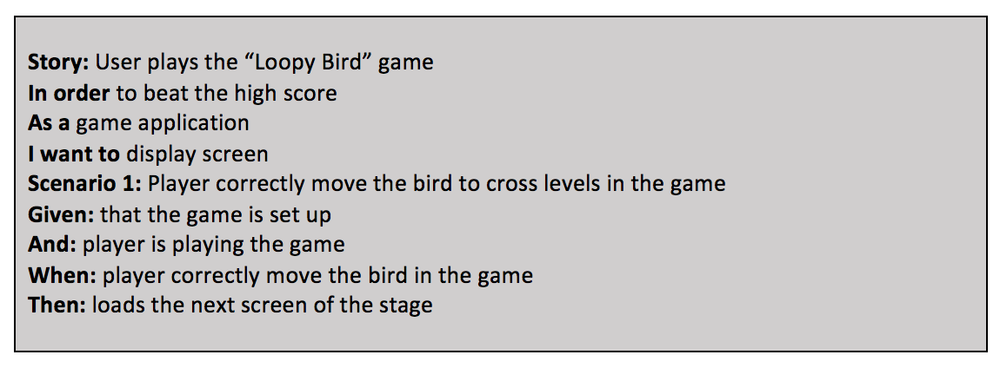 Story: User plays the “Loopy Bird” game
In order to beat the high score
As a game application
I want to display screen
Scenario 1: Player correctly move the bird to cross levels in the game
Given: that the game is set up
And: player is playing the game
When: player correctly move the bird in the game
Then: loads the next screen of the stage